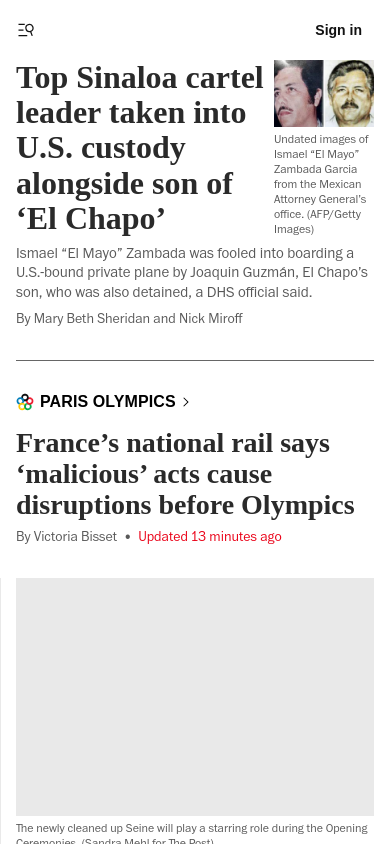 Sign in
Top Sinaloa cartel
leader taken into
U.S. custody
alongside son of
‘El Chapo’
Undated images of
Ismael “El Mayo”
Zambada Garcia
from the Mexican
Attorney General’s
office. (AFP/Getty
Images)
Ismael “El Mayo” Zambada was fooled into boarding a
U.S.-bound private plane by Joaquin Guzmán, El Chapo’s
son, who was also detained, a DHS official said.
By Mary Beth Sheridan and Nick Miroff
PARIS OLYMPICS
France’s national rail says
‘malicious’ acts cause
disruptions before Olympics
By Victoria Bisset • Updated 13 minutes ago
The newly cleaned up Seine will play a starring role during the Opening
Ceremonies. (Sandra Mehl for The Post)